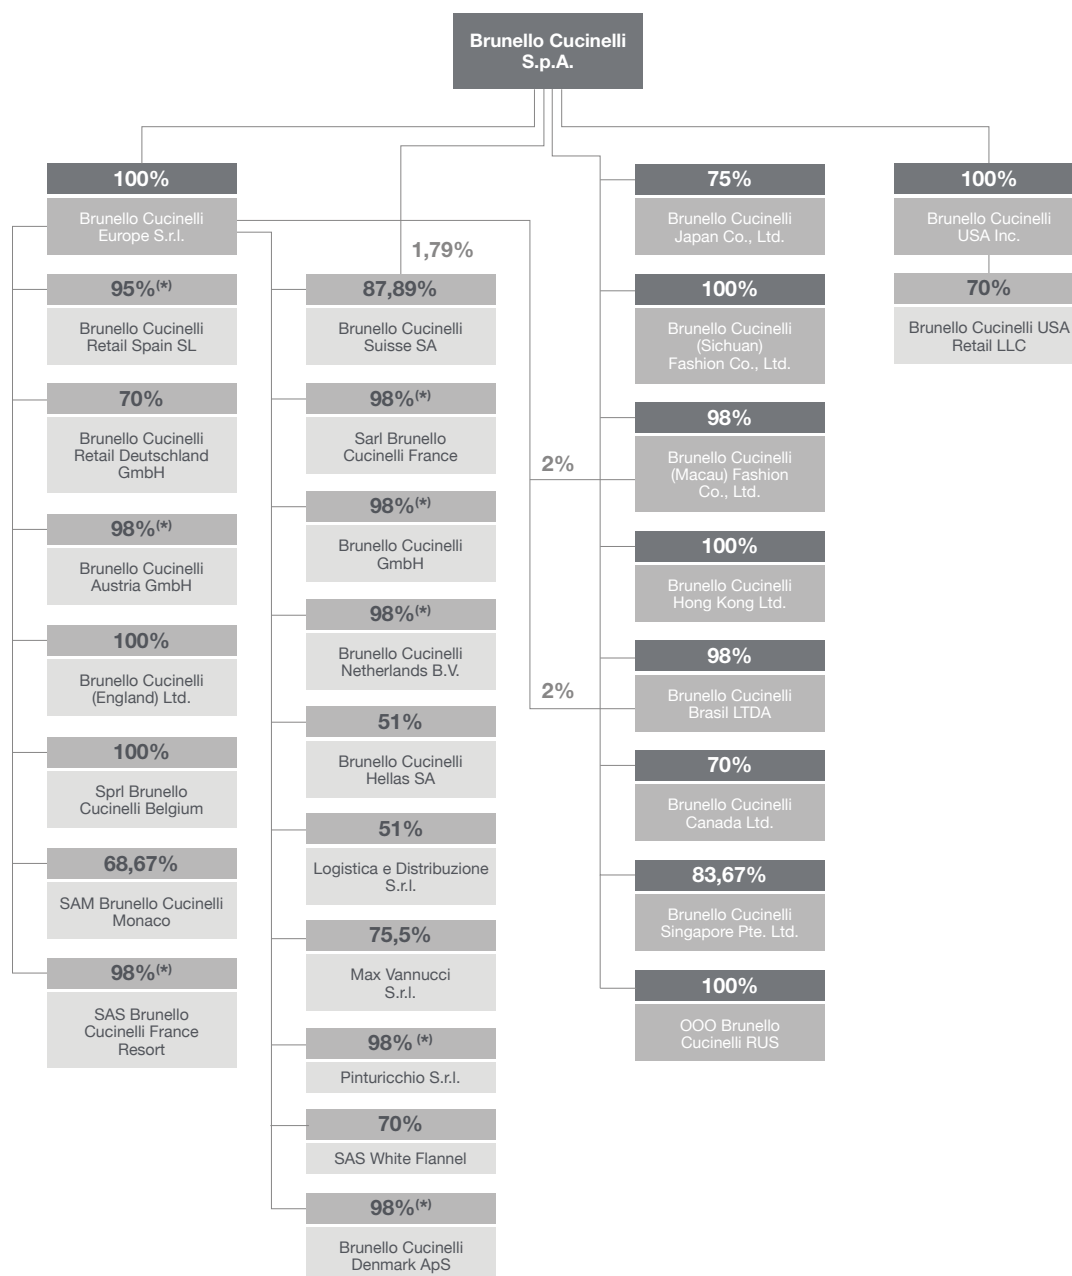 Brunello Cucinelli
S.p.A.
100%
Brunello Cucinelli
Europe S.r.l.
95%(*)
Brunello Cucinelli
Retail Spain SL
70%
Brunello Cucinelli
Retail Deutschland
GmbH
98%(*)
Brunello Cucinelli
Austria GmbH
100%
Brunello Cucinelli
(England) Ltd.
100%
Sprl Brunello
Cucinelli Belgium
68,67%
SAM Brunello Cucinelli
Monaco
98%(*)
SAS Brunello
Cucinelli France
Resort
1,79%
87,89%
Brunello Cucinelli
Suisse SA
98%(*)
Sarl Brunello
Cucinelli France
98%(*)
Brunello Cucinelli
GmbH
98%(*)
Brunello Cucinelli
Netherlands B.V.
51%
Brunello Cucinelli
Hellas SA
51%
Logistica e Distribuzione
S.r.l.
75,5%
Max Vannucci
S.r.l.
98% (*)
Pinturicchio S.r.l.
70%
SAS White Flannel
98%(*)
Brunello Cucinelli
Denmark ApS
2%
2%
75%
Brunello Cucinelli
Japan Co., Ltd.
100%
Brunello Cucinelli
(Sichuan)
Fashion Co., Ltd.
98%
Brunello Cucinelli
(Macau) Fashion
Co., Ltd.
100%
Brunello Cucinelli
Hong Kong Ltd.
98%
Brunello Cucinelli
Brasil LTDA
70%
Brunello Cucinelli
Canada Ltd.
83,67%
Brunello Cucinelli
Singapore Pte. Ltd.
100%
OOO Brunello
Cucinelli RUS
100%
Brunello Cucinelli
USA Inc.
70%
Brunello Cucinelli USA
Retail LLC